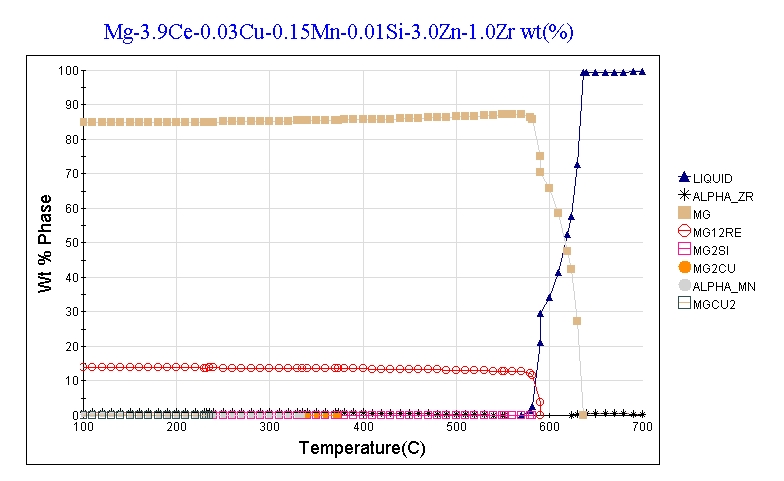 Mg-3.9Ce-0.03Cu-0.15Mn-0.01Si-3.0Zn-1.0Zr wt(%)
100
90
80
70
60
50
40
30
20
10
0
Wt % Phase
100 200 300 400 500 600 700
Temperature(C)
LIQUID
ALPHA_ZR
MG
MG12RE
MG2SI
MG2CU
ALPHA_MN
MGCU2